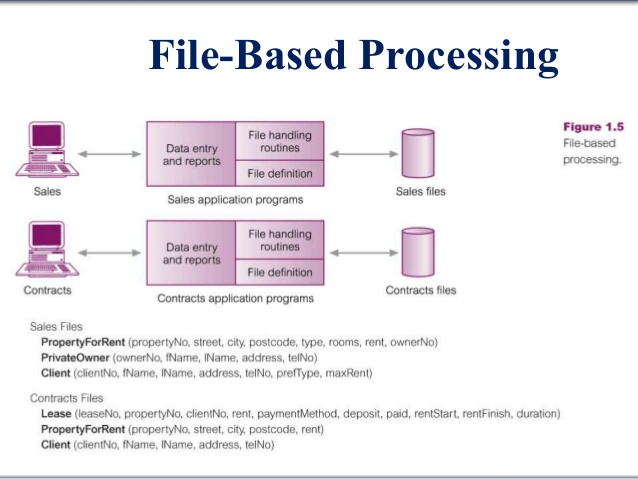 File-Based Processing
Figure 1.5
File-based
processing.
Data entry
and reports
File handling
routines
File definition
Sales
Sales application programs
Sales files
Data entry
and reports
File handling
routines
File definition
Contracts
Contracts application programs
Contracts files
Sales Files
PropertyForRent (propertyNo, street, city, postcode, type, rooms, rent, ownerNo)
PrivateOwner (ownerNo, fName, lName, address, telNo)
Client (clientNo, fName, lName, address, telNo, prefType, maxRent)
Contracts Files
Lease (leaseNo, propertyNo, clientNo, rent, paymentMethod, deposit, paid, rentStart, rentFinish, duration)
PropertyForRent (propertyNo, street, city, postcode, rent)
Client (clientNo, fName, lName, address, telNo)